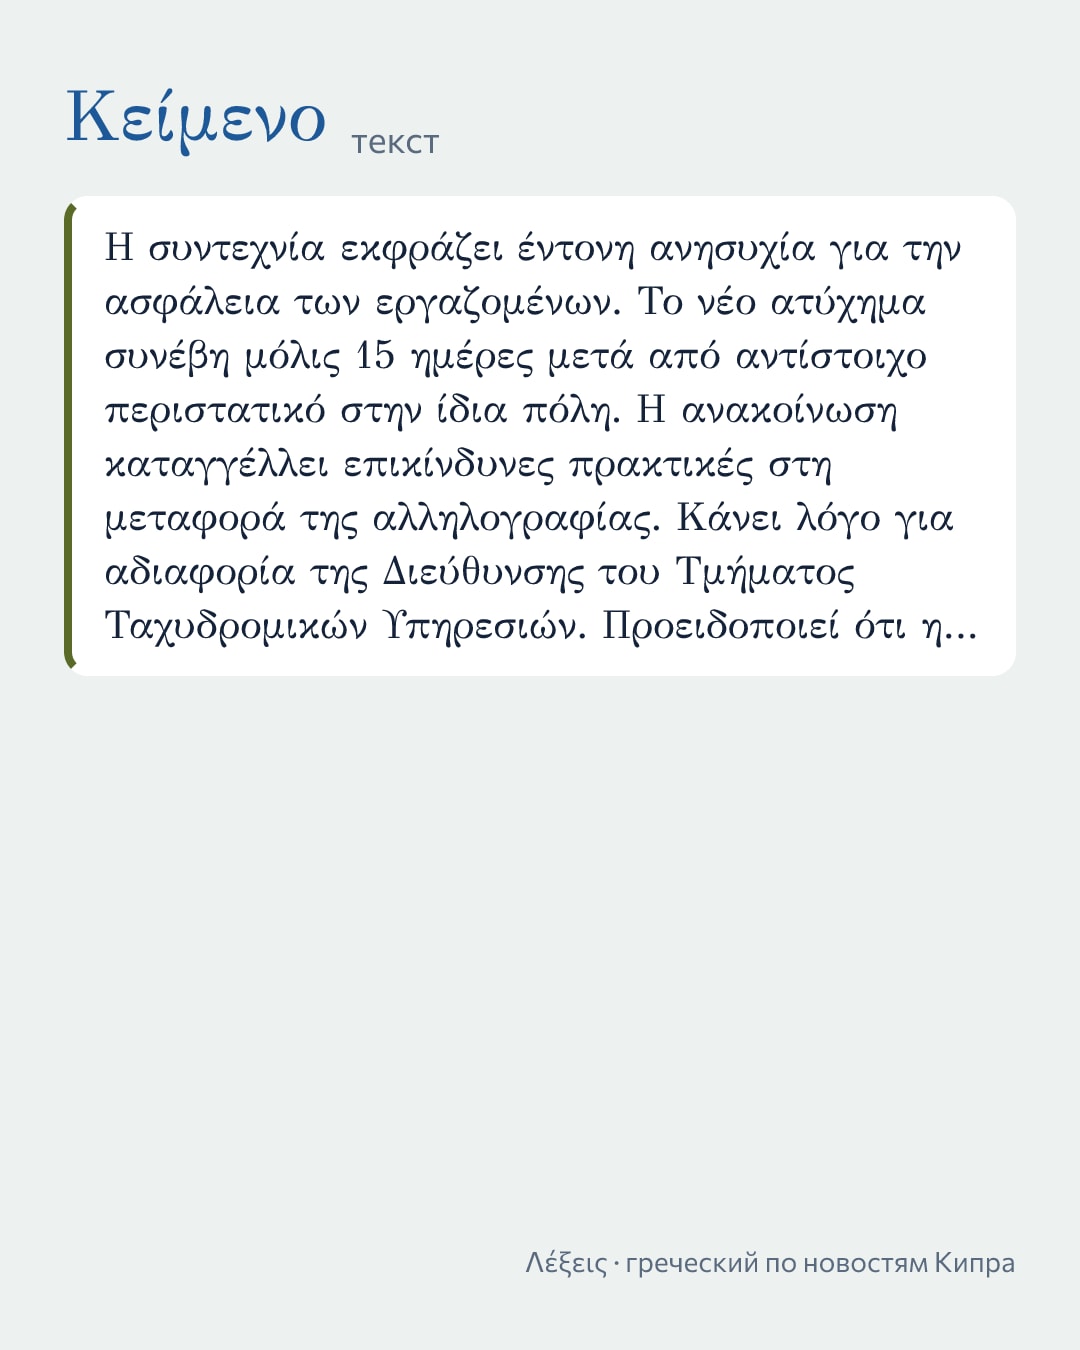 Κείμενο текст
Η συντεχνία εκφράζει έντονη ανησυχία για την
ασφάλεια των εργαζομένων. Το νέο ατύχημα
συνέβη μόλις 15 ημέρες μετά από αντίστοιχο
περιστατικό στην ίδια πόλη. Η ανακοίνωση
καταγγέλλει επικίνδυνες πρακτικές στη
μεταφορά της αλληλογραφίας. Κάνει λόγο για
αδιαφορία της Διεύθυνσης του Τμήματος
Ταχυδρομικών Υπηρεσιών. Προειδοποιεί ότι η...
Λέξεις · греческий по новостям Кипра